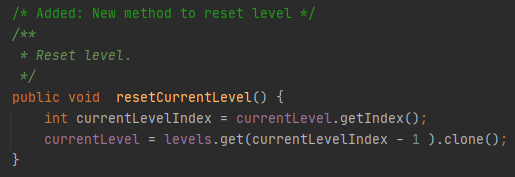 /* Added: New method to reset level */
/**
 * Reset level.
 */
public void  resetCurrentLevel() {
    int currentLevelIndex = currentLevel.getIndex();
    currentLevel = levels.get(currentLevelIndex - 1 ).clone();
}